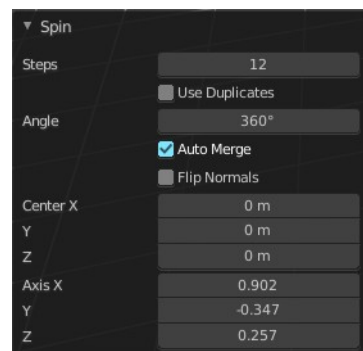 Spin
Steps 12
Use Duplicates
Angle 360°
Auto Merge
Flip Normals
Center X 0 m
Y 0 m
Z 0 m
Axis X 0.902
Y -0.347
Z 0.257